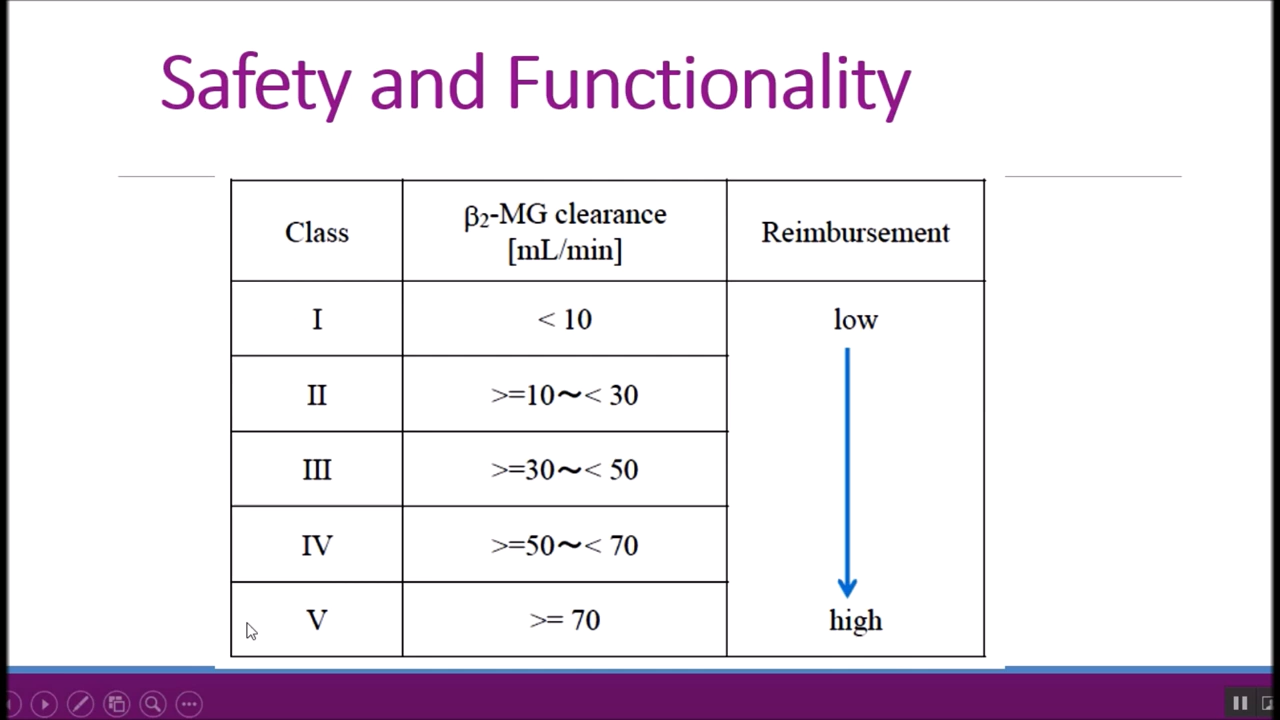 Safety and Functionality
Class
β₂-MG clearance
[mL/min]
Reimbursement
I
< 10
low
II
>=10～< 30
III
>=30～< 50
IV
>=50～< 70
V
>= 70
high